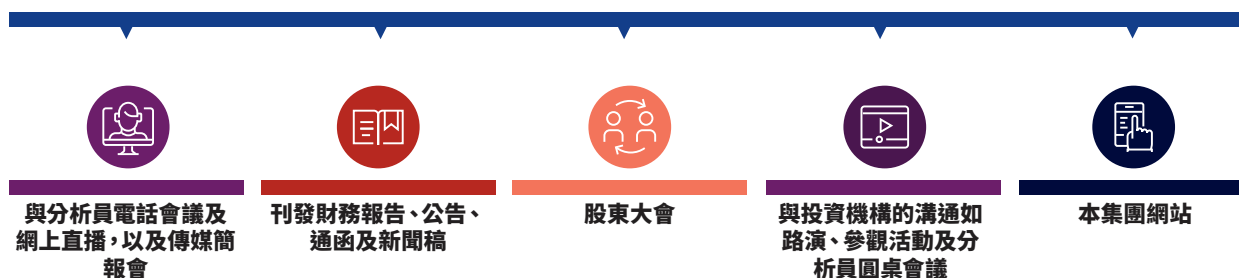 與分析員電話會議及
網上直播，以及傳媒簡
報會
刊發財務報告、公告、
通函及新聞稿
股東大會
與投資機構的溝通如
路演、參觀活動及分
析員圓桌會議
本集團網站